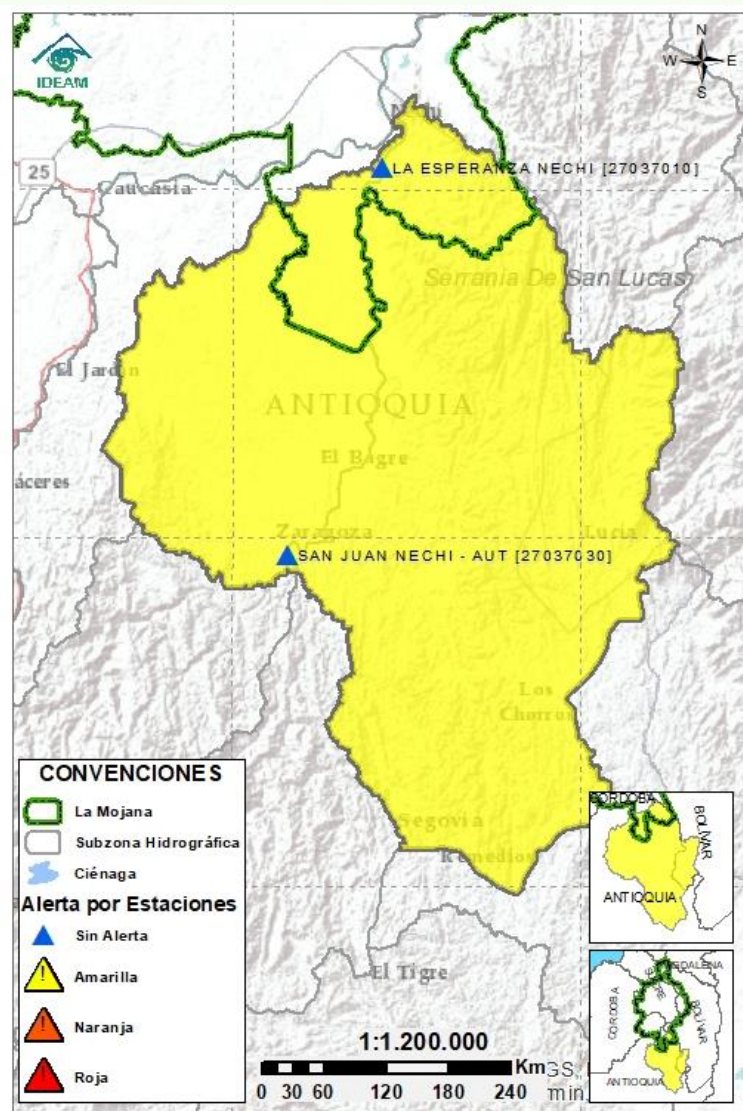 IDEAM
N
W E
S
LA ESPERANZA NECHI [27037010]
25
Caucasia
Serranía De San Lucas
El Jardín
ANTIOQUIA
El Bagre
áceres
Zaragoza
Lucia
SAN JUAN NECHI - AUT [27037030]
Los
Chorros
Segovia
Remedios
El Tigre
CONVENCIONES
La Mojana
Subzona Hidrográfica
Ciénaga
Alerta por Estaciones
Sin Alerta
Amarilla
Naranja
Roja
1:1.200.000
Km
0 30 60 120 180 240
GS,
min
CORDOBA
BOLIVAR
ANTIOQUIA
CORDOBA
BOLIVAR
ANTIOQUIA